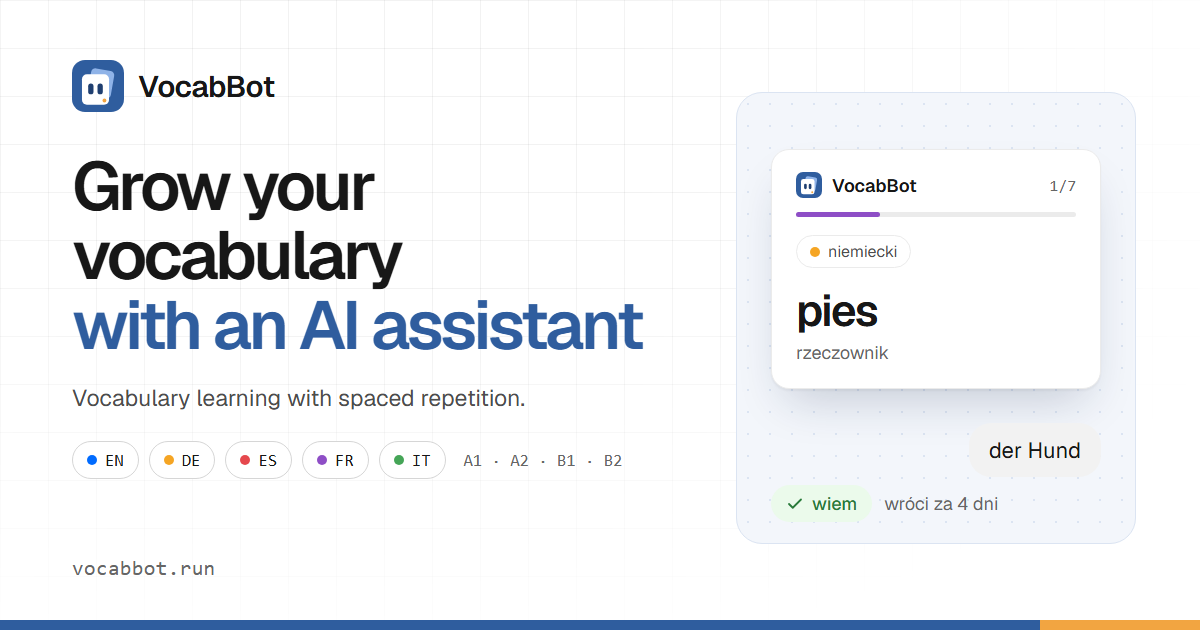 VocabBot
Grow your
vocabulary
with an AI assistant
Vocabulary learning with spaced repetition.
EN DE ES FR IT A1 · A2 · B1 · B2
vocabbot.run
VocabBot 1/7
niemiecki
pies
rzeczownik
der Hund
wiem wróci za 4 dni